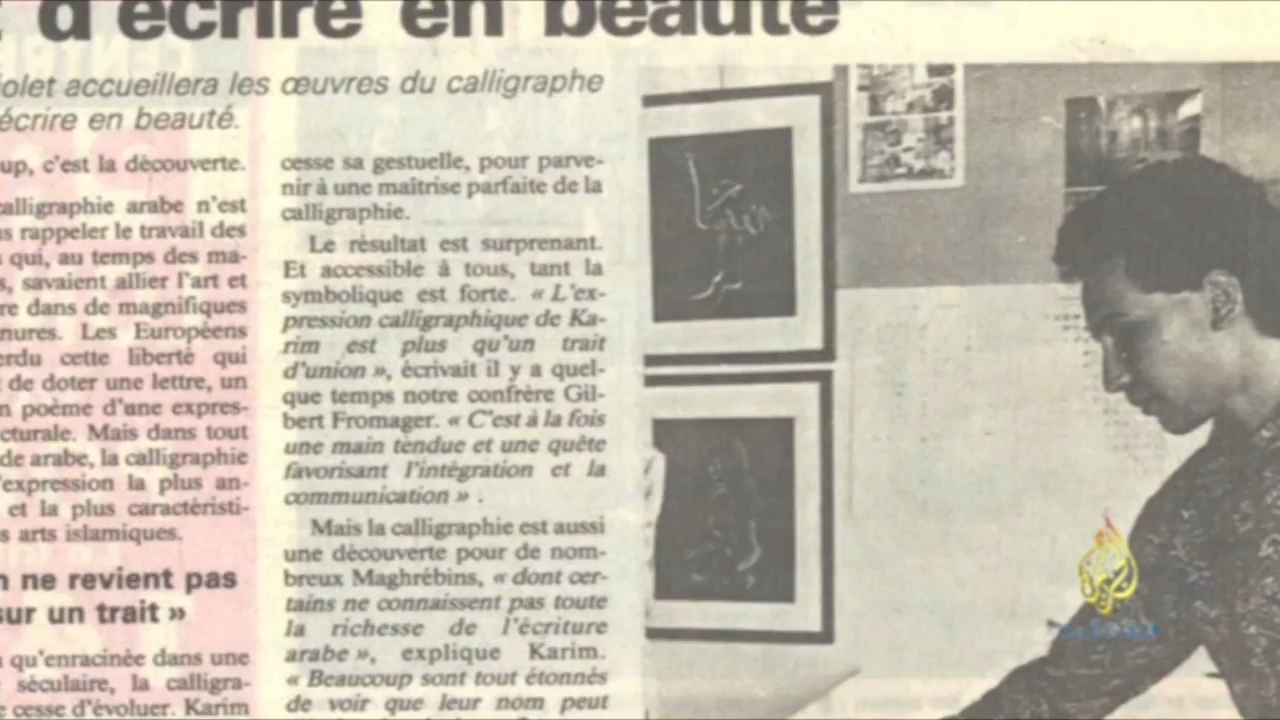 d'écrire en beauté
iolet accueillera les œuvres du calligraphe
écrire en beauté.
up, c'est la découverte.
calligraphie arabe n'est
rappeler le travail des
qui, au temps des ma-
savaient allier l'art et
dans de magnifiques
nures. Les Européens
cette liberté qui
de doter une lettre, un
poème d'une expres-
cturale. Mais dans tout
de arabe, la calligraphie
l'expression la plus an-
et la plus caractéristi-
arts islamiques.
ne revient pas
sur un trait »
qu'enracinée dans une
séculaire, la calligra-
cesse d'évoluer. Karim
cesse sa gestuelle, pour parve-
nir à une maîtrise parfaite de la
calligraphie.
Le résultat est surprenant.
Et accessible à tous, tant la
symbolique est forte. « L'ex-
pression calligraphique de Ka-
rim est plus qu'un trait
d'union », écrivait il y a quel-
que temps notre confrère Gil-
bert Fromager. « C'est à la fois
une main tendue et une quête
favorisant l'intégration et la
communication » .
Mais la calligraphie est aussi
une découverte pour de nom-
breux Maghrébins, « dont cer-
tains ne connaissent pas toute
la richesse de l'écriture
arabe », explique Karim.
« Beaucoup sont tout étonnés
de voir que leur nom peut